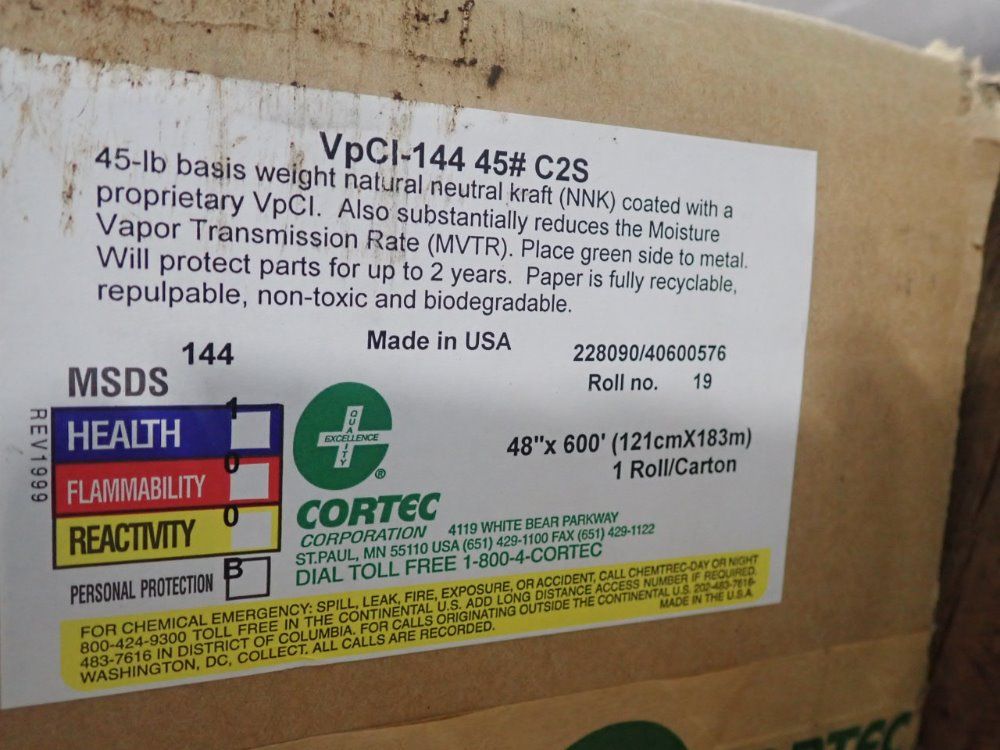 VpCI-144 45# C2S
45-lb basis weight natural neutral kraft (NNK) coated with a
proprietary VpCI. Also substantially reduces the Moisture
Vapor Transmission Rate (MVTR). Place green side to metal.
Will protect parts for up to 2 years. Paper is fully recyclable,
repulpable, non-toxic and biodegradable.
Made in USA
144
MSDS
228090/40600576
Roll no. 19
REV1999
HEALTH 1
FLAMMABILITY 0
REACTIVITY 0
PERSONAL PROTECTION B
QUALITY
EXCELLENCE
®
48"x 600' (121cmX183m)
1 Roll/Carton
CORTEC
CORPORATION 4119 WHITE BEAR PARKWAY
ST.PAUL, MN 55110 USA (651) 429-1100 FAX (651) 429-1122
DIAL TOLL FREE 1-800-4-CORTEC
FOR CHEMICAL EMERGENCY: SPILL, LEAK, FIRE, EXPOSURE, OR ACCIDENT, CALL CHEMTREC-DAY OR NIGHT
800-424-9300 TOLL FREE IN THE CONTINENTAL U.S. ADD LONG DISTANCE ACCESS NUMBER IF REQUIRED.
483-7616 IN DISTRICT OF COLUMBIA. FOR CALLS ORIGINATING OUTSIDE THE CONTINENTAL U.S. 202-483-7616-
WASHINGTON, DC, COLLECT. ALL CALLS ARE RECORDED.
MADE IN THE U.S.A.